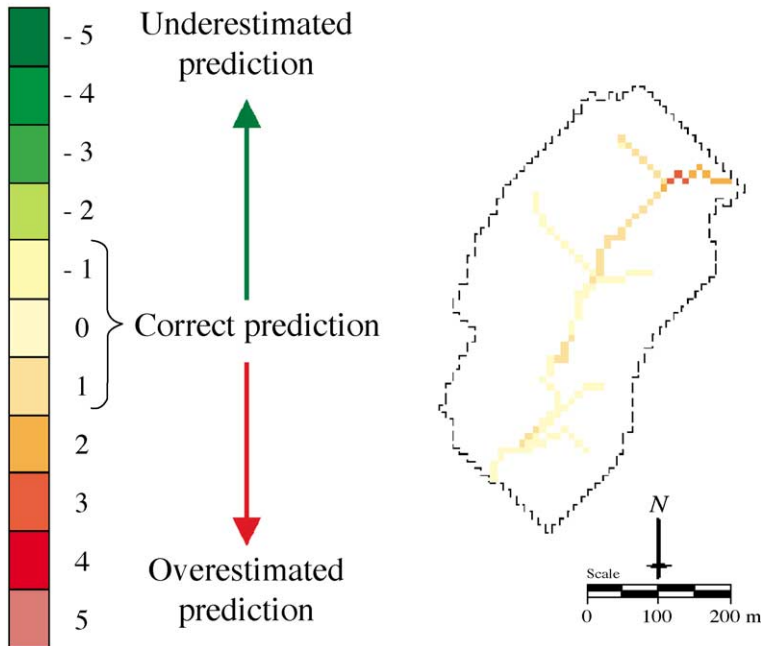 - 5
- 4
- 3
- 2
- 1
0
1
2
3
4
5
Underestimated
prediction
Correct prediction
Overestimated
prediction
N
Scale
0 100 200 m